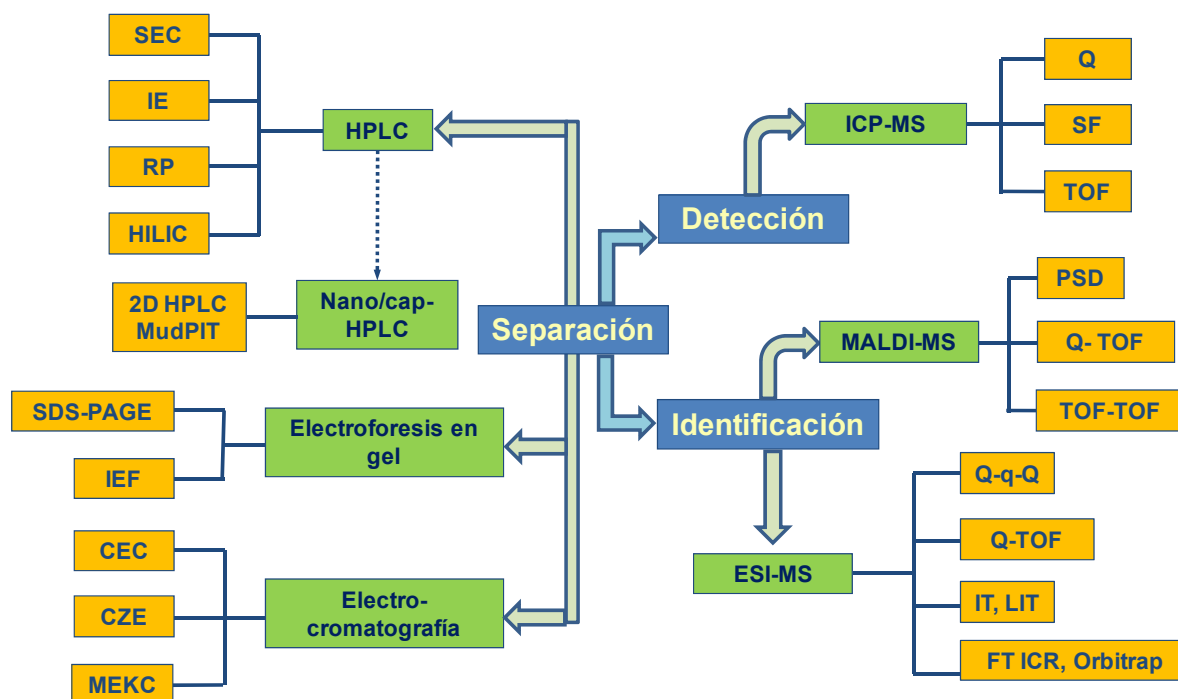 SEC
IE
RP
HILIC
HPLC
2D HPLC
MudPIT
Nano/cap-
HPLC
SDS-PAGE
IEF
Electroforesis en
gel
CEC
CZE
MEKC
Electro-
cromatografía
Separación
Detección
ICP-MS
Q
SF
TOF
Identificación
MALDI-MS
PSD
Q- TOF
TOF-TOF
ESI-MS
Q-q-Q
Q-TOF
IT, LIT
FT ICR, Orbitrap